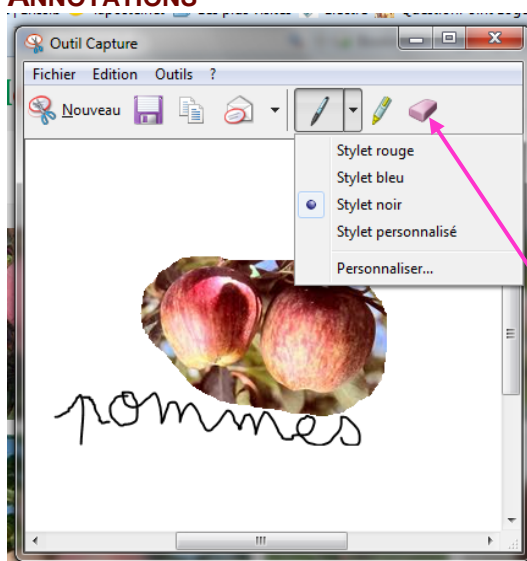 ANNOTATIONS
Outil Capture
Fichier Edition Outils ?
Nouveau
Stylet rouge
Stylet bleu
Stylet noir
Stylet personnalisé
Personnaliser...
pommes